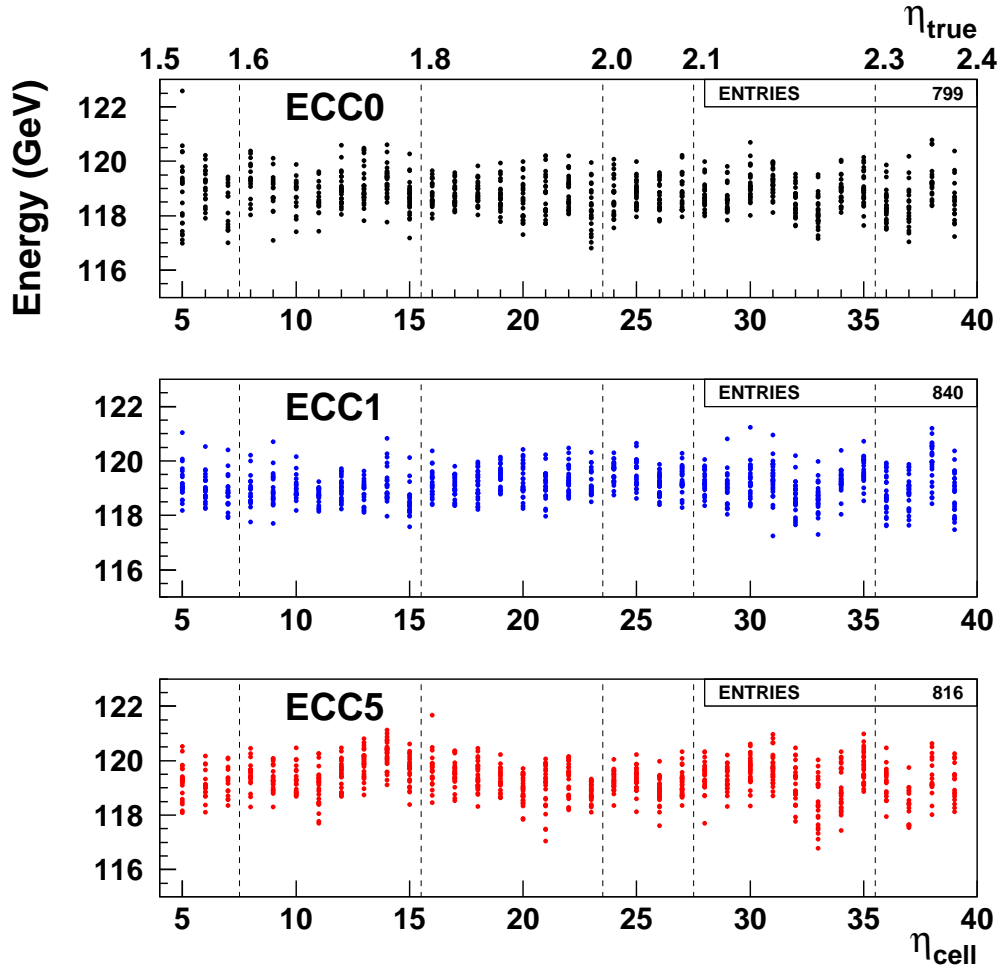 η_true
1.5 1.6 1.8 2.0 2.1 2.3 2.4
Energy (GeV)
ECC0
ENTRIES 799
122
120
118
116
5 10 15 20 25 30 35 40
ECC1
ENTRIES 840
122
120
118
116
5 10 15 20 25 30 35 40
ECC5
ENTRIES 816
122
120
118
116
5 10 15 20 25 30 35 40
η_cell